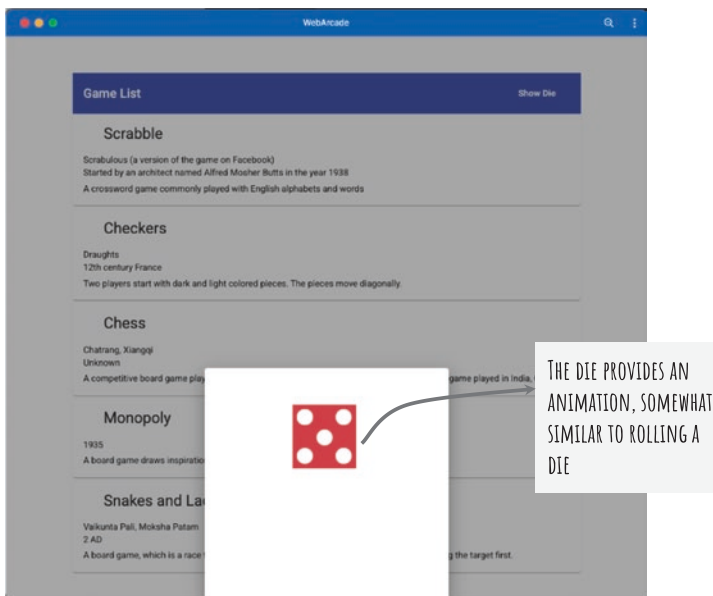 WebArcade
Game List
Show Die
Scrabble
Scrabulous (a version of the game on Facebook)
Started by an architect named Alfred Mosher Butts in the year 1938
A crossword game commonly played with English alphabets and words
Checkers
Draughts
12th century France
Two players start with dark and light colored pieces. The pieces move diagonally.
Chess
Chatrang, Xiangqi
Unknown
A competitive board game play game played in India,
THE DIE PROVIDES AN
ANIMATION, SOMEWHAT
SIMILAR TO ROLLING A
DIE
Monopoly
1935
A board game draws inspiratio
Snakes and La
Vaikunta Pali, Moksha Patam
2 AD
A board game, which is a race g the target first.